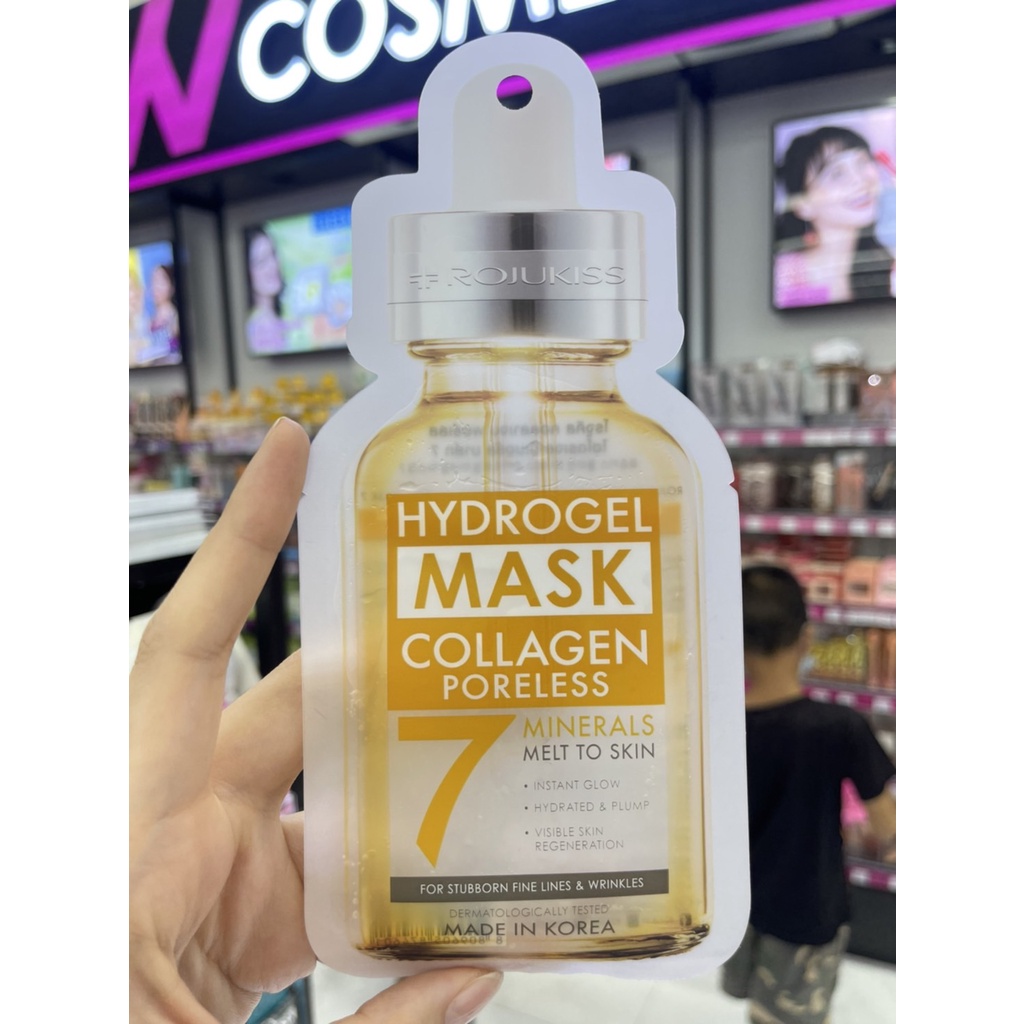 W COSME
ROJUKISS
HYDROGEL
MASK
COLLAGEN
PORELESS
7
MINERALS
MELT TO SKIN
• INSTANT GLOW
• HYDRATED & PLUMP
• VISIBLE SKIN
REGENERATION
FOR STUBBORN FINE LINES & WRINKLES
DERMATOLOGICALLY TESTED
MADE IN KOREA